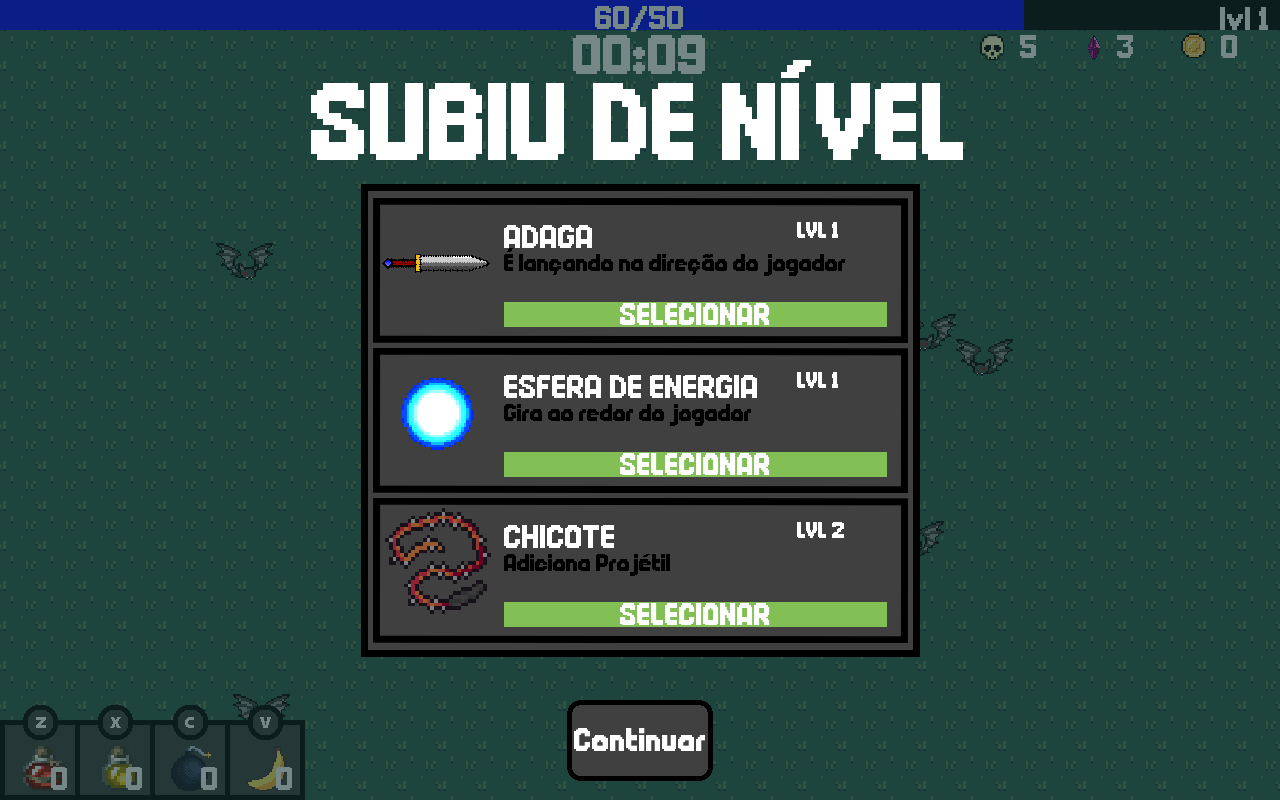 60/50
lvl 1
00:09
5
3
0
SUBIU DE NÍVEL
ADAGA
LVL 1
É lançando na direção do jogador
SELECIONAR
ESFERA DE ENERGIA
LVL 1
Gira ao redor do jogador
SELECIONAR
CHICOTE
LVL 2
Adiciona Projétil
SELECIONAR
Continuar
Z
X
C
V
0
0
0
0